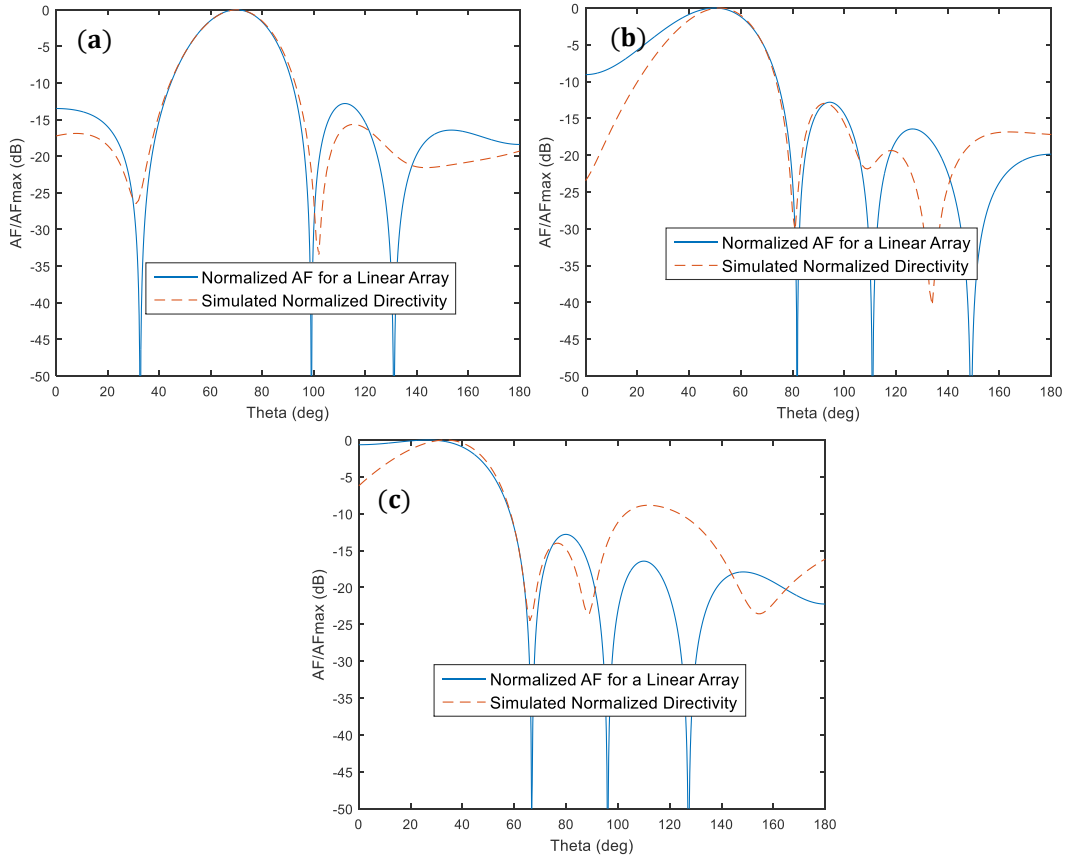 (a)
AF/AFmax (dB)
0
-5
-10
-15
-20
-25
-30
-35
-40
-45
-50
Normalized AF for a Linear Array
Simulated Normalized Directivity
0 20 40 60 80 100 120 140 160 180
Theta (deg)
(b)
AF/AFmax (dB)
0
-5
-10
-15
-20
-25
-30
-35
-40
-45
-50
Normalized AF for a Linear Array
Simulated Normalized Directivity
0 20 40 60 80 100 120 140 160 180
Theta (deg)
(c)
AF/AFmax (dB)
0
-5
-10
-15
-20
-25
-30
-35
-40
-45
-50
Normalized AF for a Linear Array
Simulated Normalized Directivity
0 20 40 60 80 100 120 140 160 180
Theta (deg)